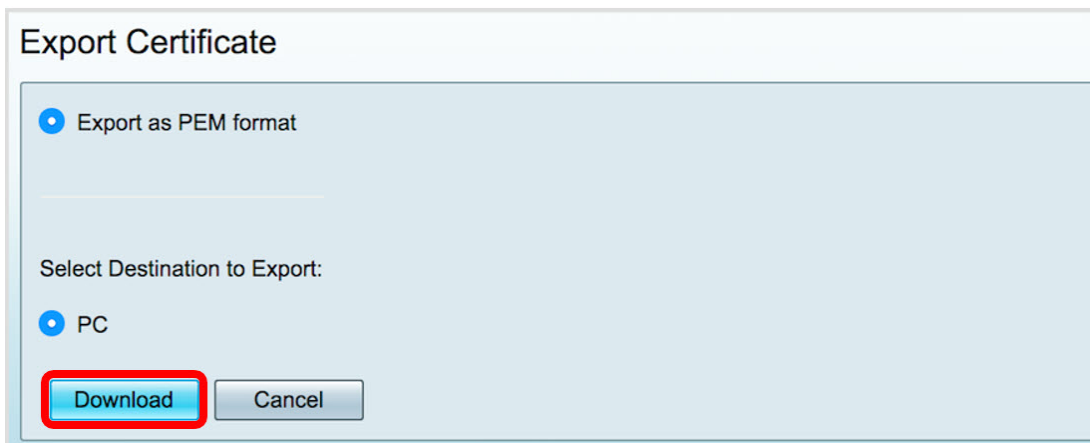 Export Certificate
Export as PEM format
Select Destination to Export:
PC
Download Cancel